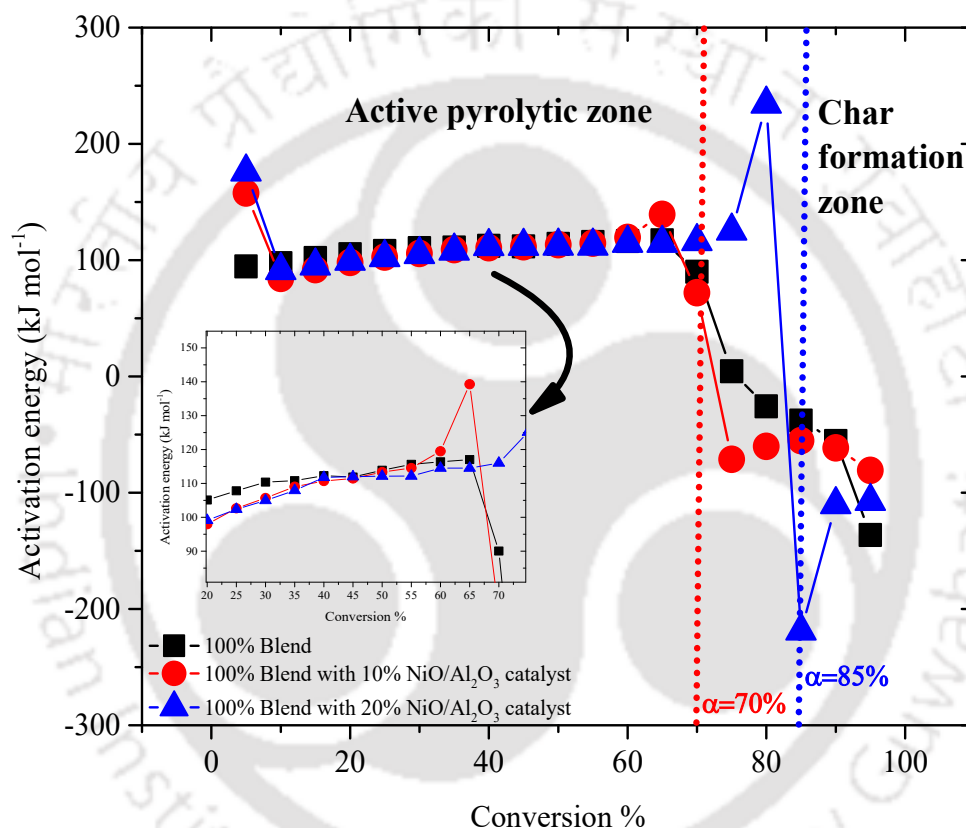 300
200
100
0
-100
-200
-300
Activation energy (kJ mol⁻¹)
Active pyrolytic zone
Char
formation
zone
150
140
130
120
110
100
90
Activation energy (kJ mol⁻¹)
20 25 30 35 40 45 50 55 60 65 70
Conversion %
100% Blend
100% Blend with 10% NiO/Al₂O₃ catalyst
100% Blend with 20% NiO/Al₂O₃ catalyst
α=70%
α=85%
0 20 40 60 80 100
Conversion %